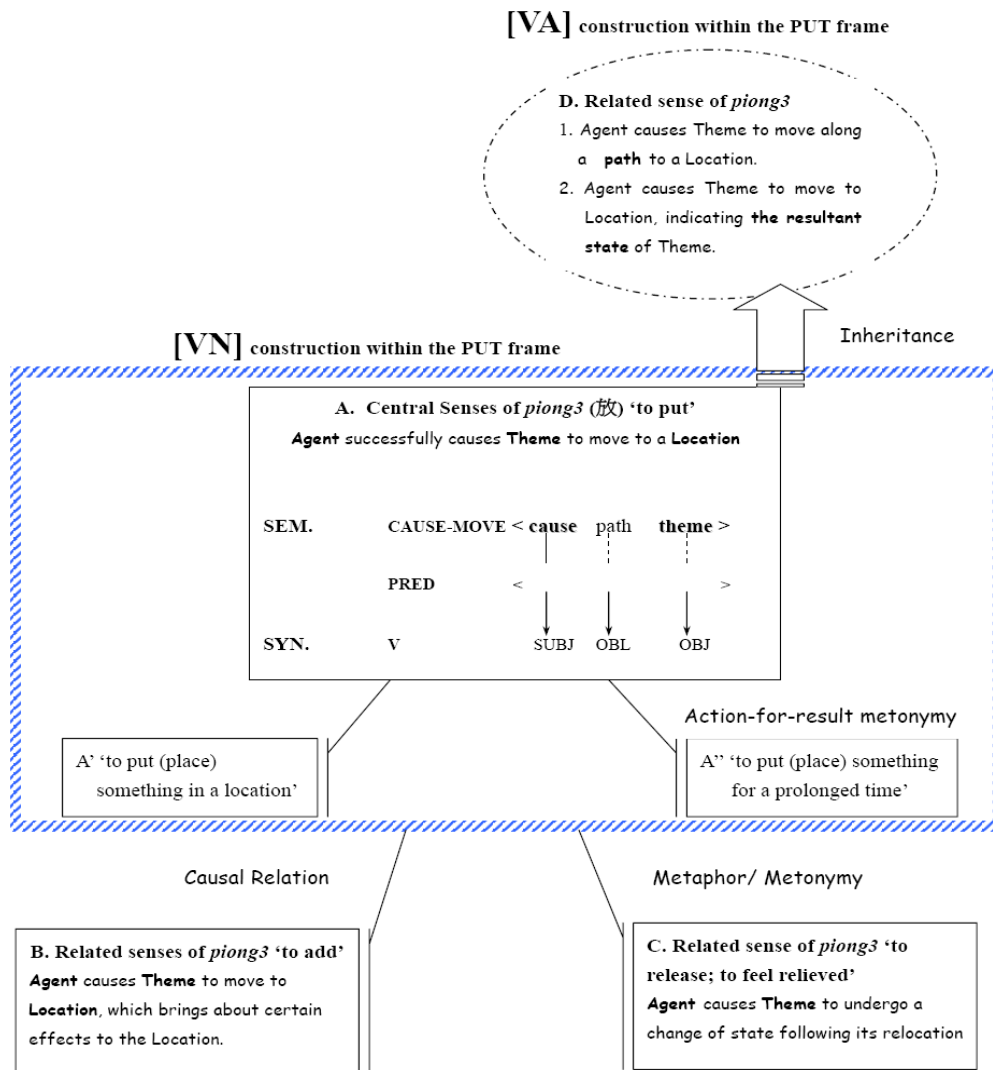 [VA] construction within the PUT frame
D. Related sense of piong3
1. Agent causes Theme to move along
a path to a Location.
2. Agent causes Theme to move to
Location, indicating the resultant
state of Theme.
Inheritance
[VN] construction within the PUT frame
A. Central Senses of piong3 (放) ‘to put’
Agent successfully causes Theme to move to a Location
SEM. CAUSE-MOVE < cause path theme >
PRED < >
SYN. V SUBJ OBL OBJ
Action-for-result metonymy
A’ ‘to put (place)
something in a location’
A’’ ‘to put (place) something
for a prolonged time’
Causal Relation
Metaphor/ Metonymy
B. Related senses of piong3 ‘to add’
Agent causes Theme to move to
Location, which brings about certain
effects to the Location.
C. Related sense of piong3 ‘to
release; to feel relieved’
Agent causes Theme to undergo a
change of state following its relocation